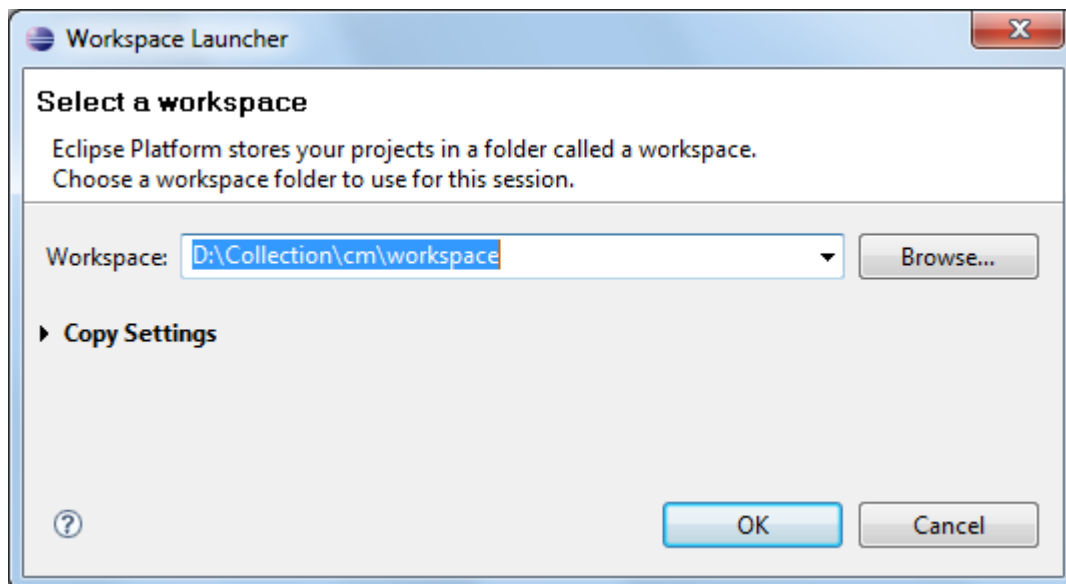 Workspace Launcher
Select a workspace
Eclipse Platform stores your projects in a folder called a workspace.
Choose a workspace folder to use for this session.
Workspace: D:\Collection\cm\workspace Browse...
Copy Settings
? OK Cancel